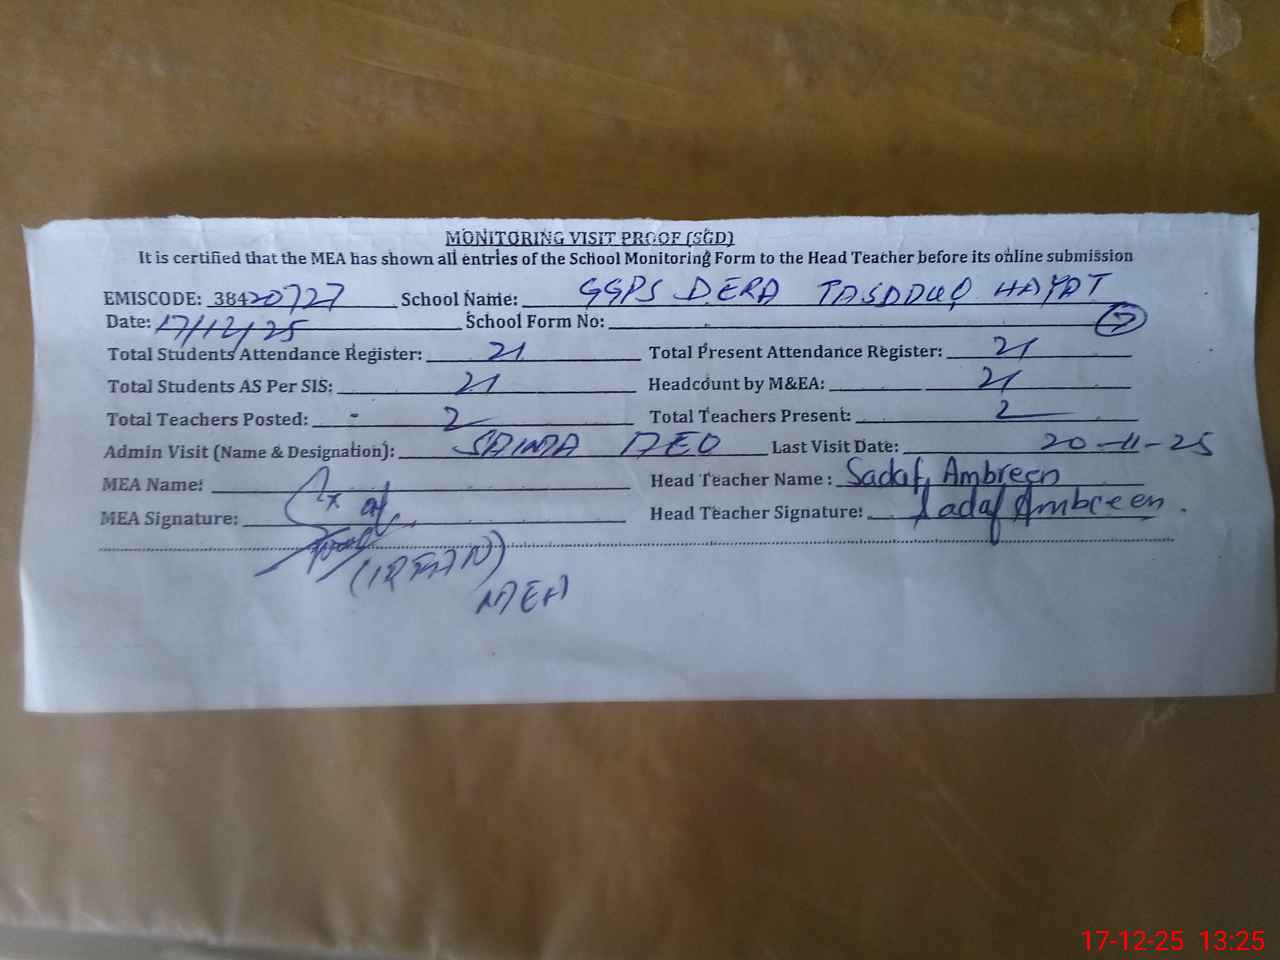 MONITORING VISIT PROOF (SGD)
It is certified that the MEA has shown all entries of the School Monitoring Form to the Head Teacher before its online submission
EMISCODE: 38420727 School Name: GGPS DERA TASADDUQ HAYAT
Date: 17/12/25 School Form No: 7
Total Students Attendance Register: 21 Total Present Attendance Register: 21
Total Students AS Per SIS: 21 Headcount by M&EA: 21
Total Teachers Posted: - 2 Total Teachers Present: 2
Admin Visit (Name & Designation): SAIMA AEO Last Visit Date: 20-11-25
MEA Name: Head Teacher Name : Sadaf Ambreen
MEA Signature: Head Teacher Signature: Sadaf Ambreen.
(IRFAN)
MEA
17-12-25 13:25